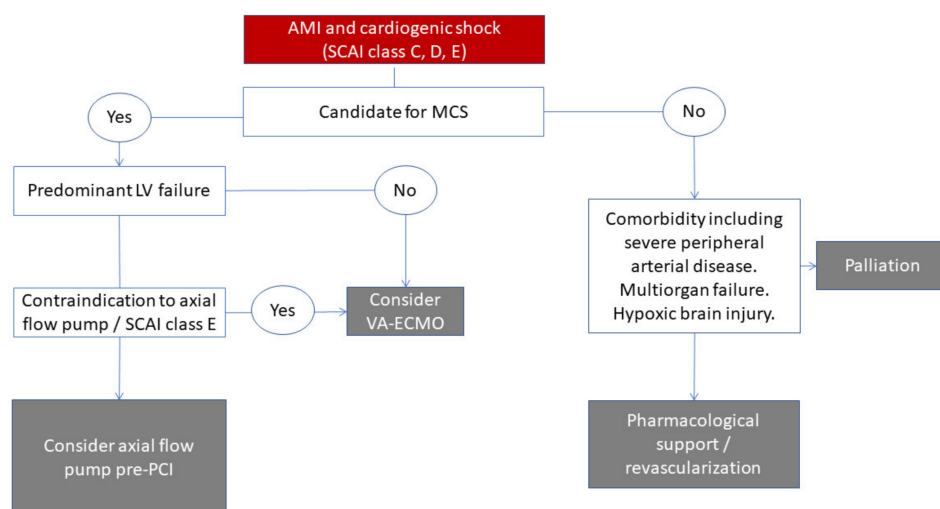 AMI and cardiogenic shock
(SCAI class C, D, E)
Candidate for MCS
Yes
No
Predominant LV failure
No
Comorbidity including
severe peripheral
arterial disease.
Multiorgan failure.
Hypoxic brain injury.
Palliation
Contraindication to axial
flow pump / SCAI class E
Yes
Consider
VA-ECMO
Consider axial flow
pump pre-PCI
Pharmacological
support /
revascularization